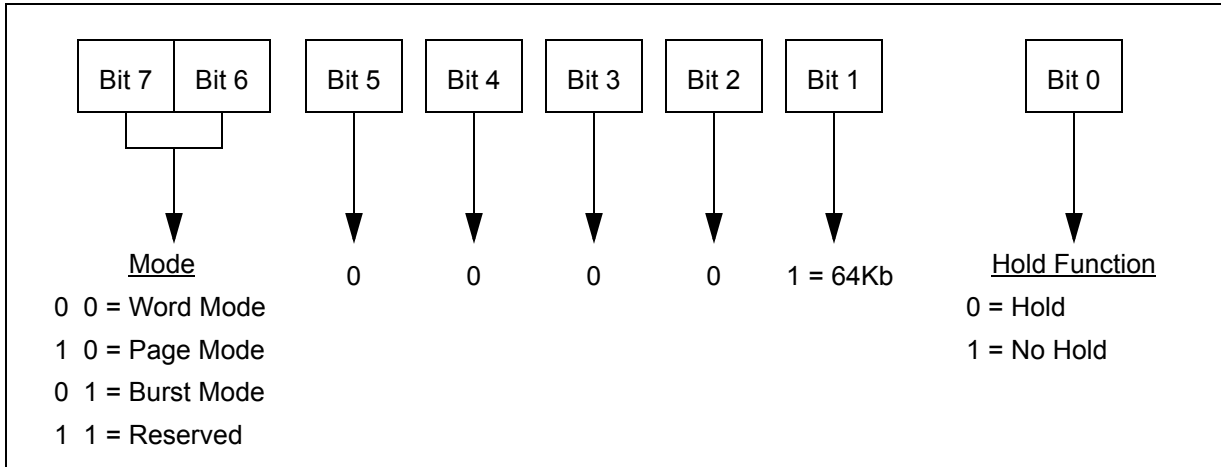 Bit 7 Bit 6 Bit 5 Bit 4 Bit 3 Bit 2 Bit 1 Bit 0
Mode
0 0 = Word Mode
1 0 = Page Mode
0 1 = Burst Mode
1 1 = Reserved
0 0 0 0 1 = 64Kb
Hold Function
0 = Hold
1 = No Hold